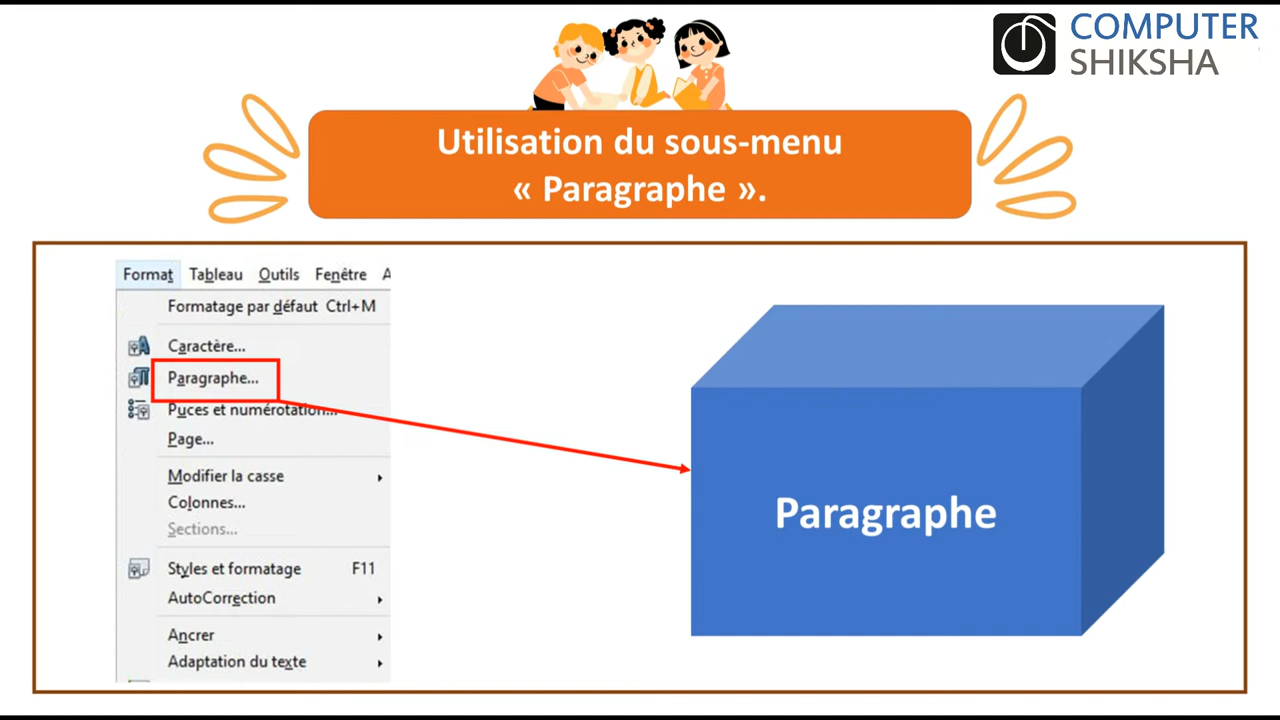 COMPUTER
SHIKSHA
Utilisation du sous-menu
« Paragraphe ».
Format Tableau Outils Fenêtre A
Formatage par défaut Ctrl+M
Caractère...
Paragraphe...
Puces et numérotation...
Page...
Modifier la casse
Colonnes...
Sections...
Styles et formatage F11
AutoCorrection
Ancrer
Adaptation du texte
Paragraphe